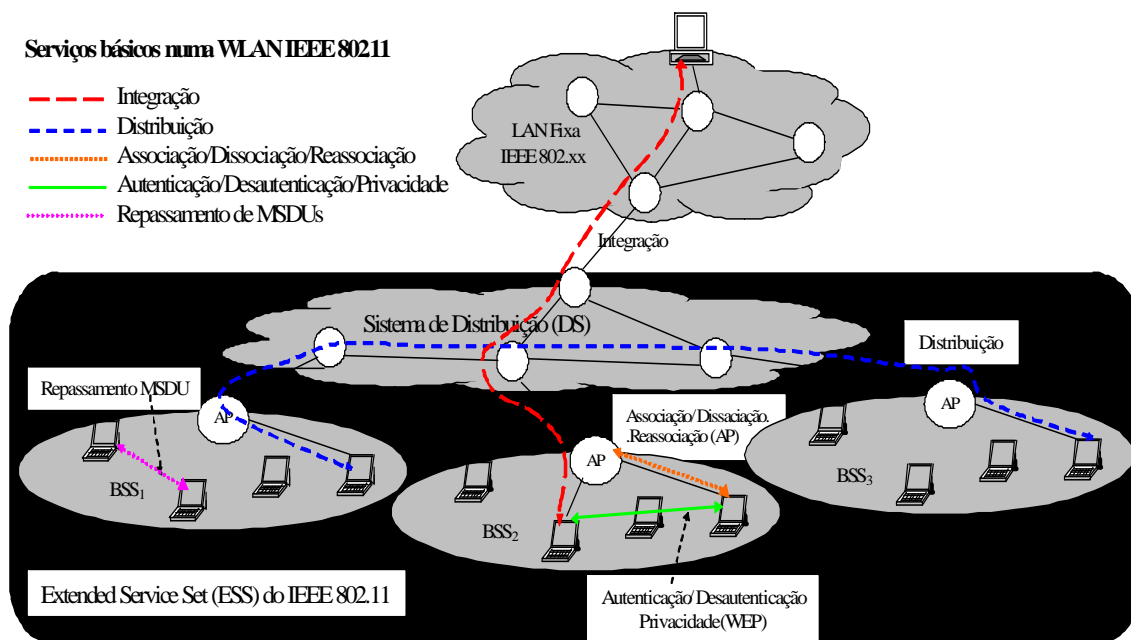 Serviços básicos numa WLAN IEEE 802.11
Integração
Distribuição
Associação/Dissociação/Reassociação
Autenticação/Desautenticação/Privacidade
Repassamento de MSDUs
LAN Fixa
IEEE 802.xx
Integração
Sistema de Distribuição (DS)
Distribuição
Repassamento MSDU
Associação/Dissaciação.
.Reassociação (AP)
AP
AP
AP
BSS1
BSS2
BSS3
Extended Service Set (ESS) do IEEE 802.11
Autenticação/Desautenticação
Privacidade(WEP)